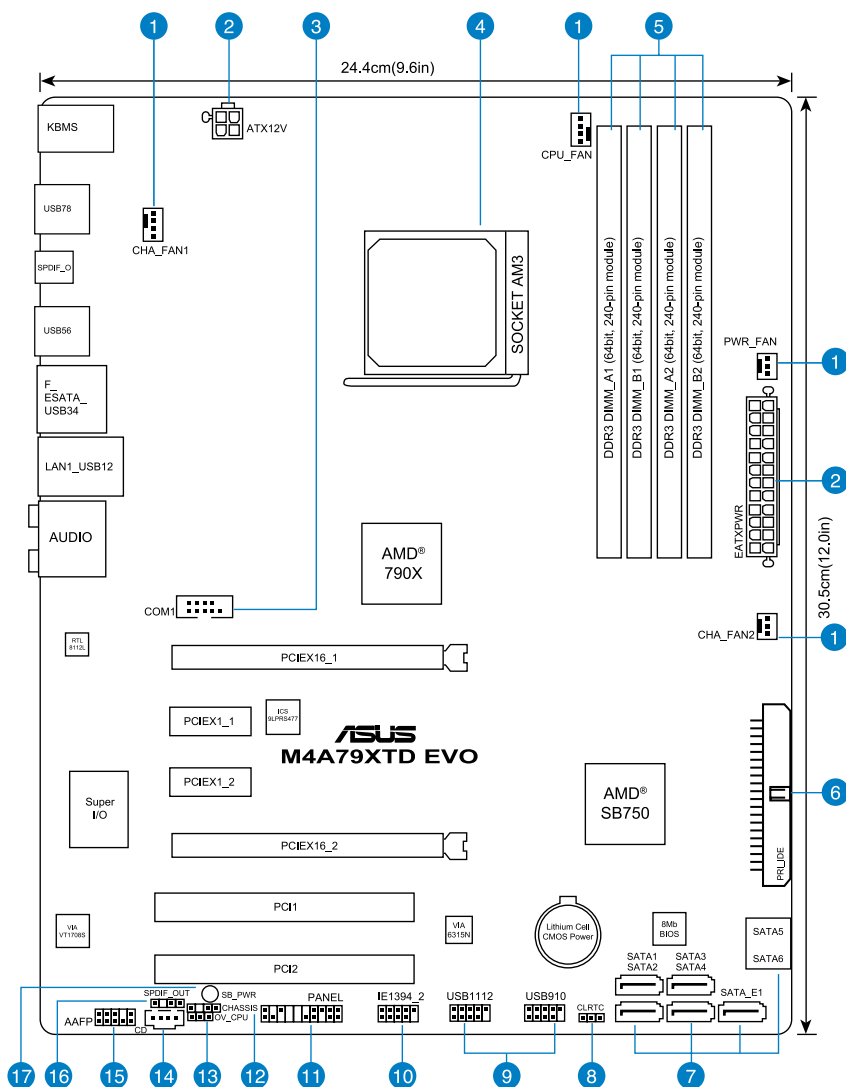 1
2
3
4
1
5
24.4cm(9.6in)
KBMS
ATX12V
CPU_FAN
USB78
CHA_FAN1
SPDIF_O
SOCKET AM3
DDR3 DIMM_A1 (64bit, 240-pin module)
DDR3 DIMM_B1 (64bit, 240-pin module)
DDR3 DIMM_A2 (64bit, 240-pin module)
DDR3 DIMM_B2 (64bit, 240-pin module)
USB56
PWR_FAN
1
F_
ESATA_
USB34
LAN1_USB12
2
EATXPWR
AUDIO
AMD®
790X
30.5cm(12.0in)
COM1
CHA_FAN2
1
RTL
8112L
PCIEX16_1
PCIEX1_1
ICS
9LPRS477
ASUS
M4A79XTD EVO
PCIEX1_2
Super
I/O
AMD®
SB750
6
PCIEX16_2
PRI_IDE
PCI1
VIA
VT1708S
VIA
6315N
Lithium Cell
CMOS Power
8Mb
BIOS
SATA5
SATA6
SATA1
SATA2
SATA3
SATA4
PCI2
SPDIF_OUT
SB_PWR
CHASSIS
OV_CPU
PANEL
IE1394_2
USB1112
USB910
CLRTC
SATA_E1
AAFP
CD
17
16
15
14
13
12
11
10
9
8
7